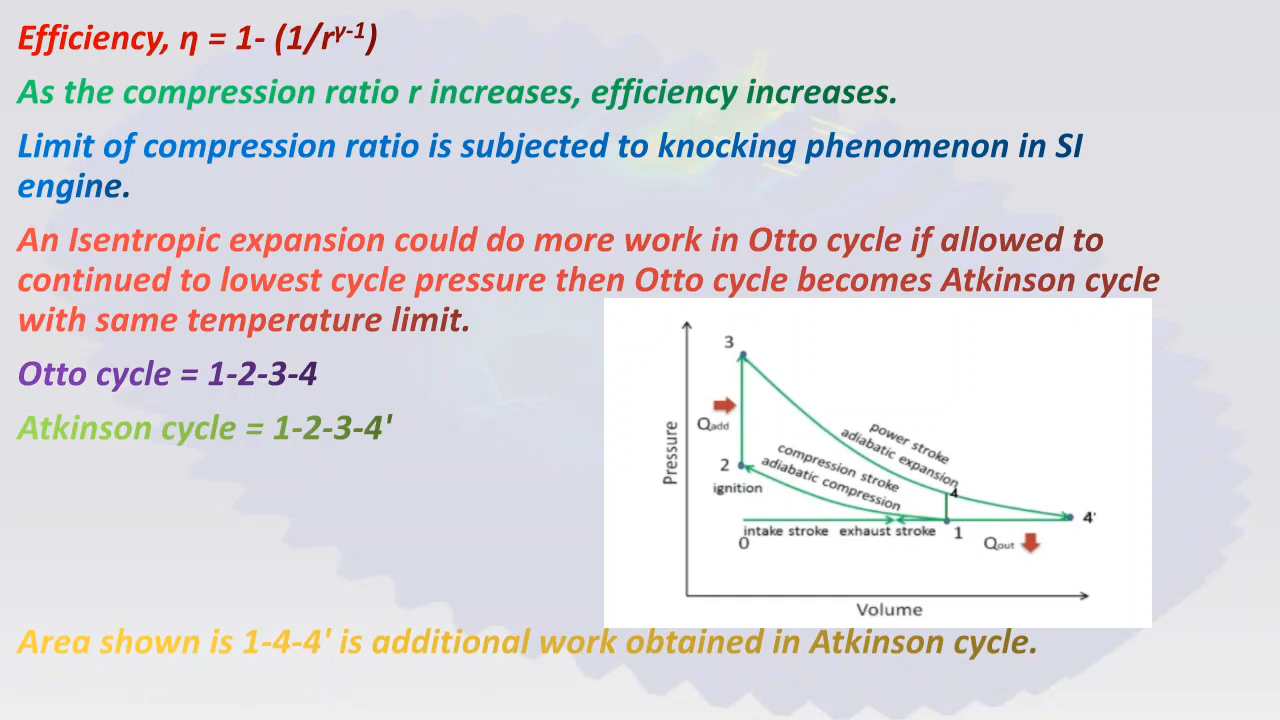 Efficiency, η = 1- (1/rᵞ⁻¹)
As the compression ratio r increases, efficiency increases.
Limit of compression ratio is subjected to knocking phenomenon in SI
engine.
An Isentropic expansion could do more work in Otto cycle if allowed to
continued to lowest cycle pressure then Otto cycle becomes Atkinson cycle
with same temperature limit.
Otto cycle = 1-2-3-4
Atkinson cycle = 1-2-3-4'
3
Qadd
power stroke
adiabatic expansion
Pressure
compression stroke
adiabatic compression
2
ignition
4
4'
intake stroke exhaust stroke
1
0
Qout
Volume
Area shown is 1-4-4' is additional work obtained in Atkinson cycle.